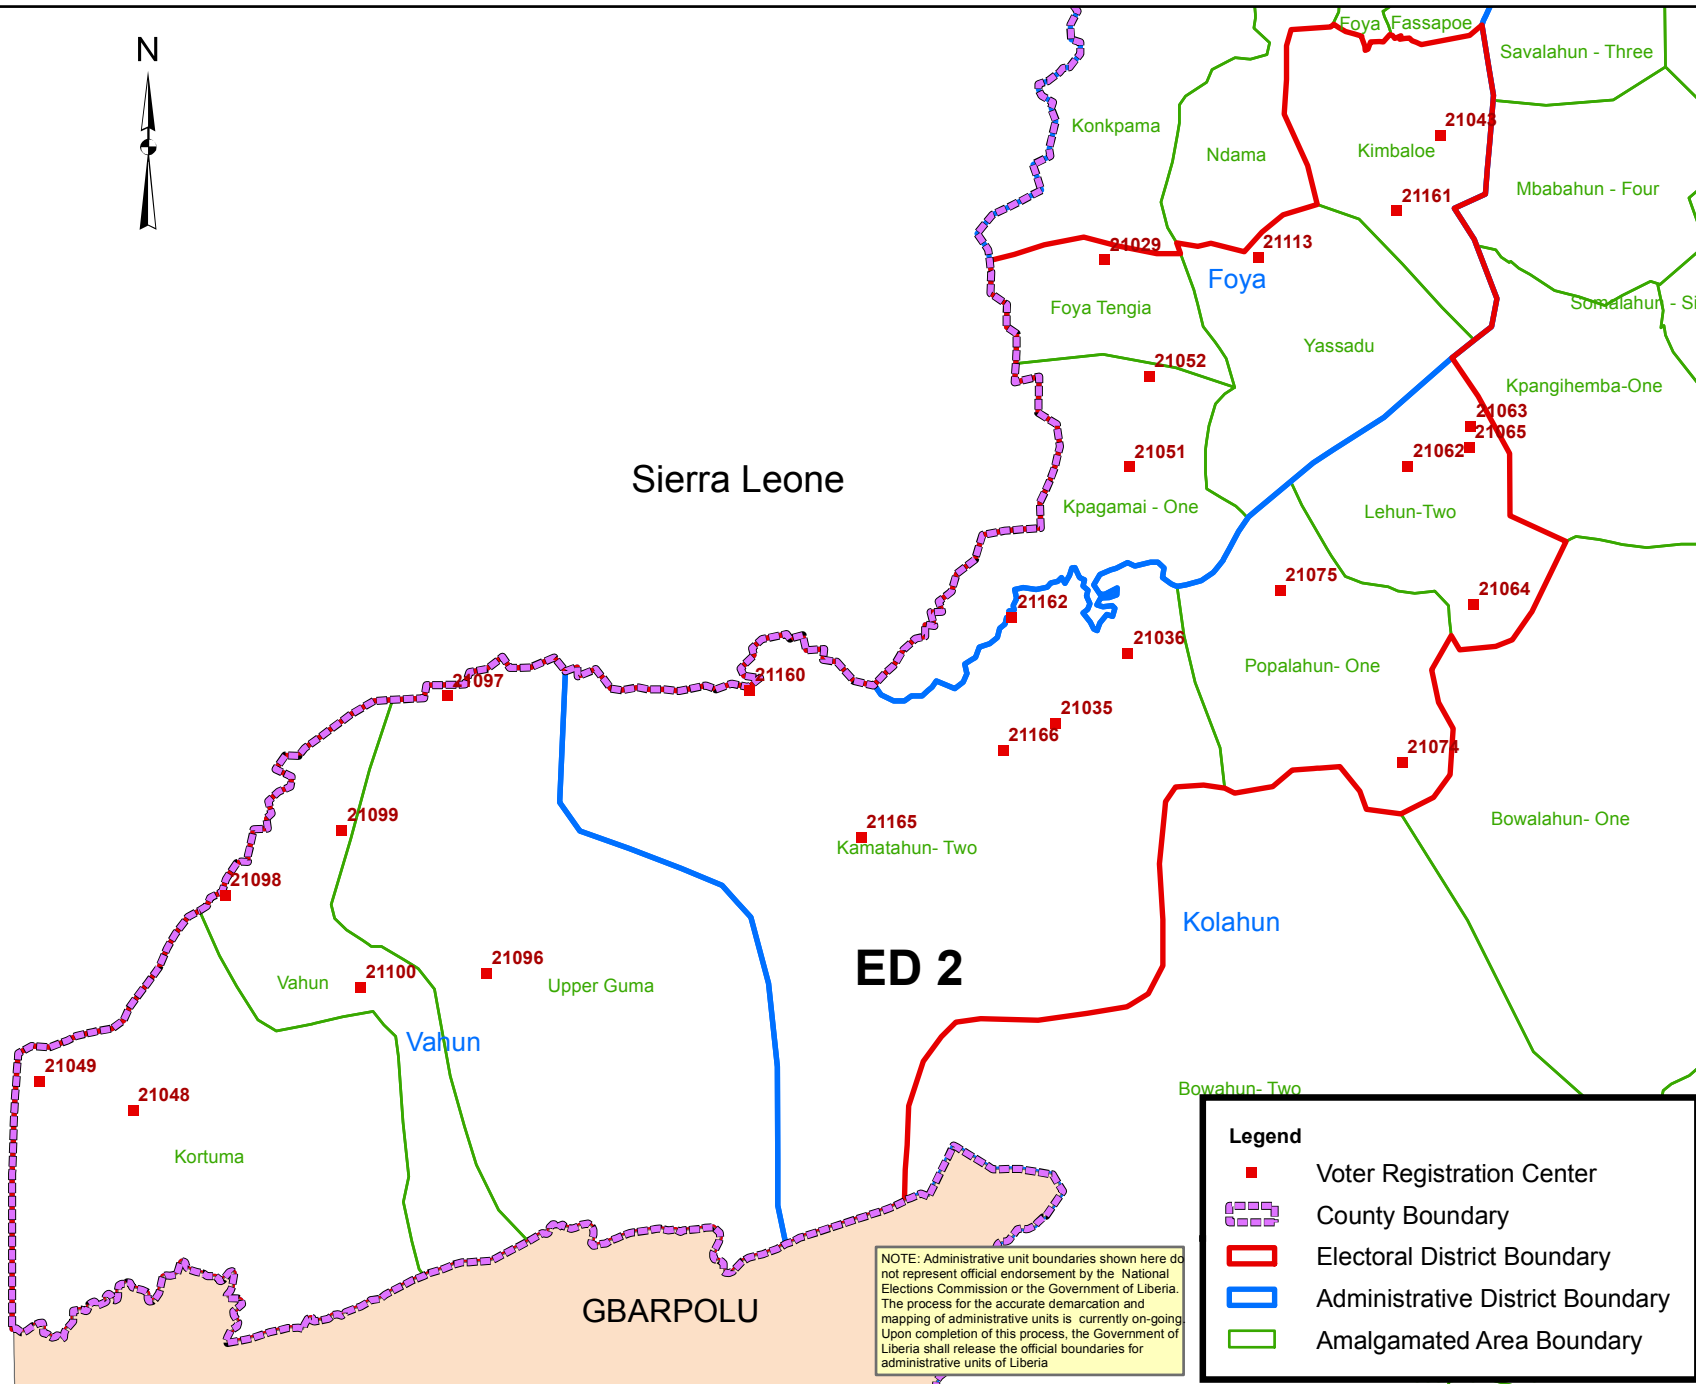 N
Foya Fassapoe
Savalahun - Three
Konkpama
21043
Ndama
Kimbaloe
Mbabahun - Four
21161
21029
21113
Foya
Foya Tengia
Somalahun - Si
Yassadu
21052
Kpangihemba-One
21063
21065
21051
21062
Sierra Leone
Kpagamai - One
Lehun-Two
21075
21064
21162
21036
Popalahun- One
21097
21160
21035
21166
21074
21099
21165
Kamatahun- Two
Bowalahun- One
21098
Kolahun
21100
21096
ED 2
Vahun
Upper Guma
Vahun
21049
21048
Bowahun- Two
Kortuma
GBARPOLU
NOTE: Administrative unit boundaries shown here do
not represent official endorsement by the National
Elections Commission or the Government of Liberia.
The process for the accurate demarcation and
mapping of administrative units is currently on-going.
Upon completion of this process, the Government of
Liberia shall release the official boundaries for
administrative units of Liberia
Legend
Voter Registration Center
County Boundary
Electoral District Boundary
Administrative District Boundary
Amalgamated Area Boundary